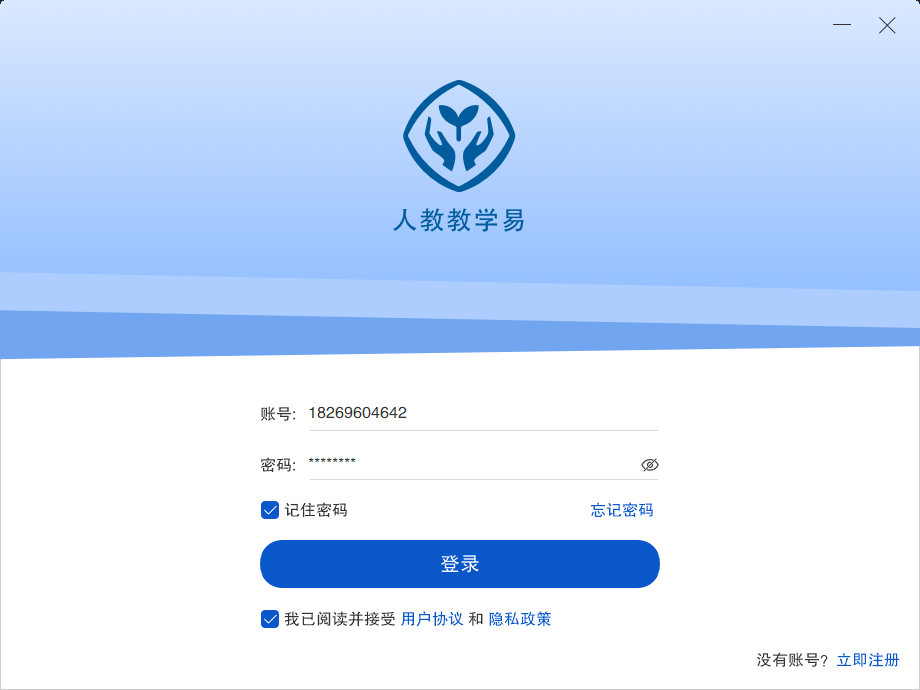 人教教学易
账号: 18269604642
密码: ********
记住密码 忘记密码
登录
我已阅读并接受 用户协议 和 隐私政策
没有账号? 立即注册